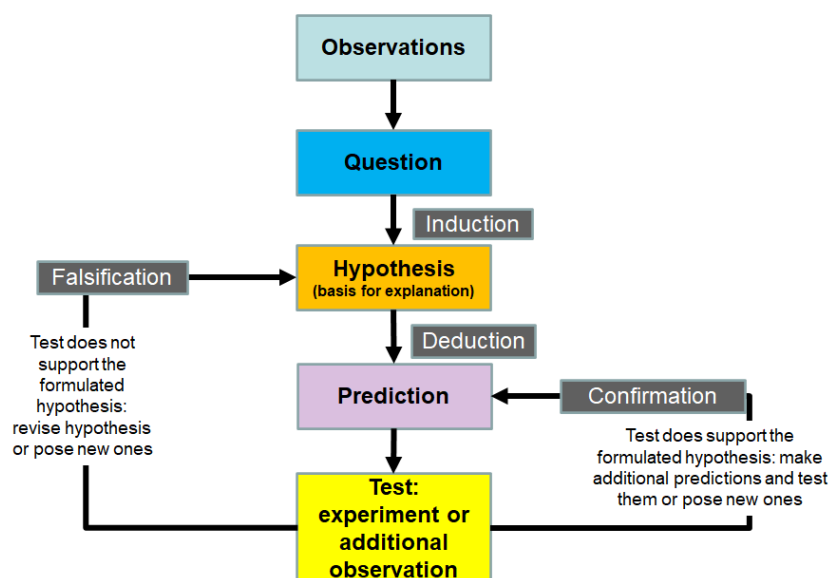 Observations
Question
Induction
Falsification
Hypothesis
(basis for explanation)
Test does not
support the
formulated
hypothesis:
revise hypothesis
or pose new ones
Deduction
Prediction
Confirmation
Test does support the
formulated hypothesis: make
additional predictions and test
them or pose new ones
Test:
experiment or
additional
observation